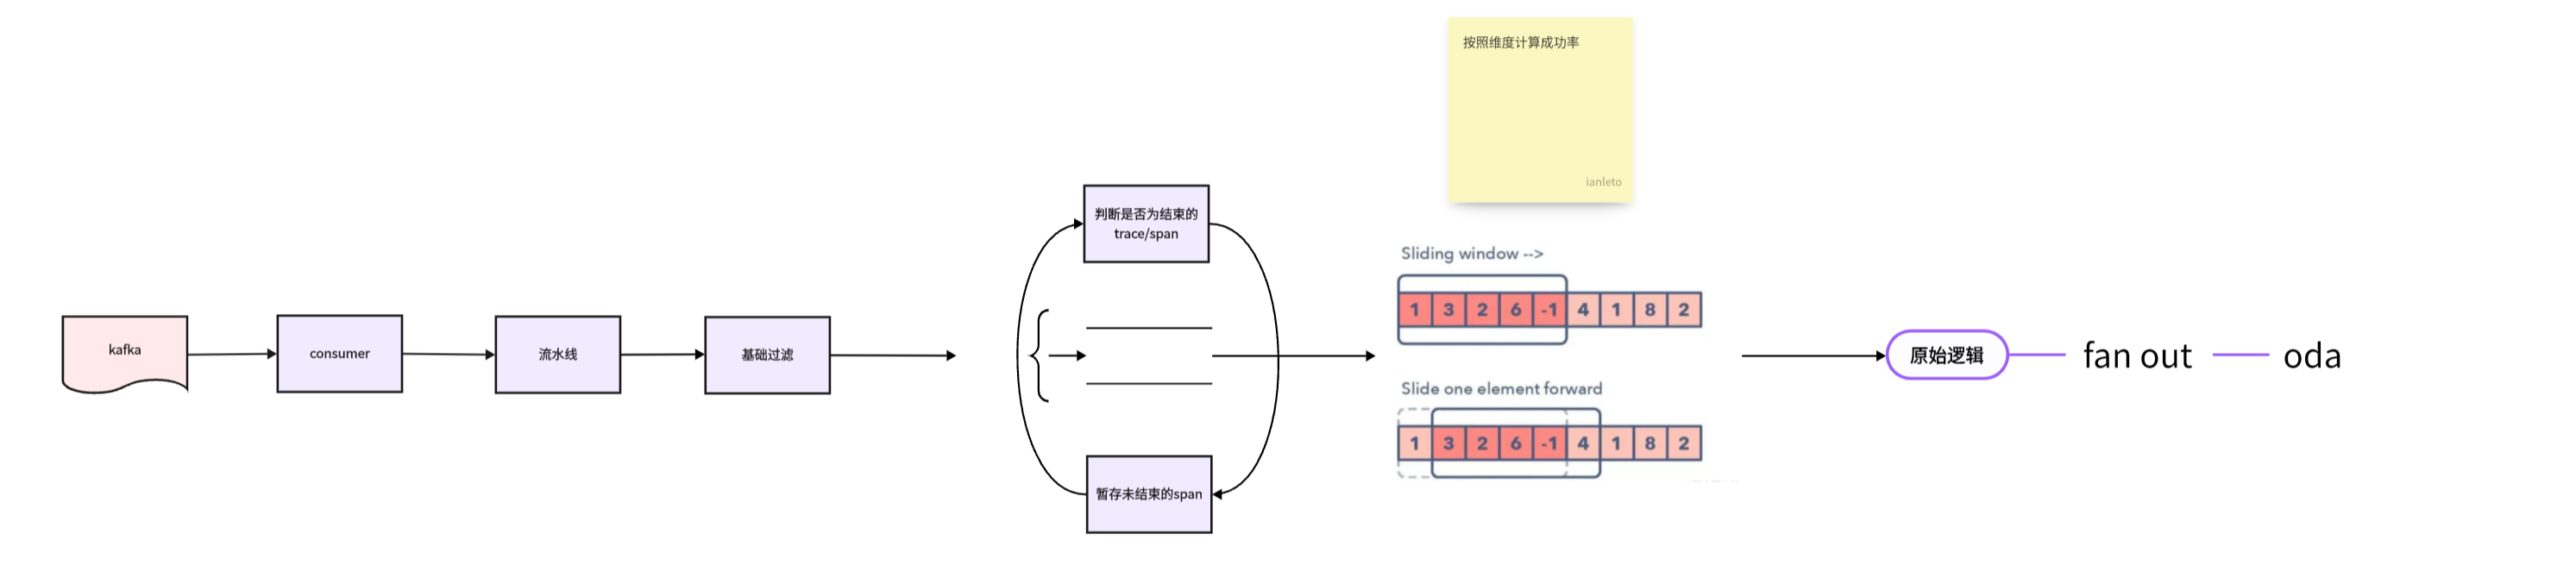 按照维度计算成功率
ianleto
kafka
consumer
流水线
基础过滤
判断是否为结束的
trace/span
暂存未结束的span
Sliding window -->
1 3 2 6 -1 4 1 8 2
Slide one element forward
1 3 2 6 -1 4 1 8 2
原始逻辑
fan out
oda